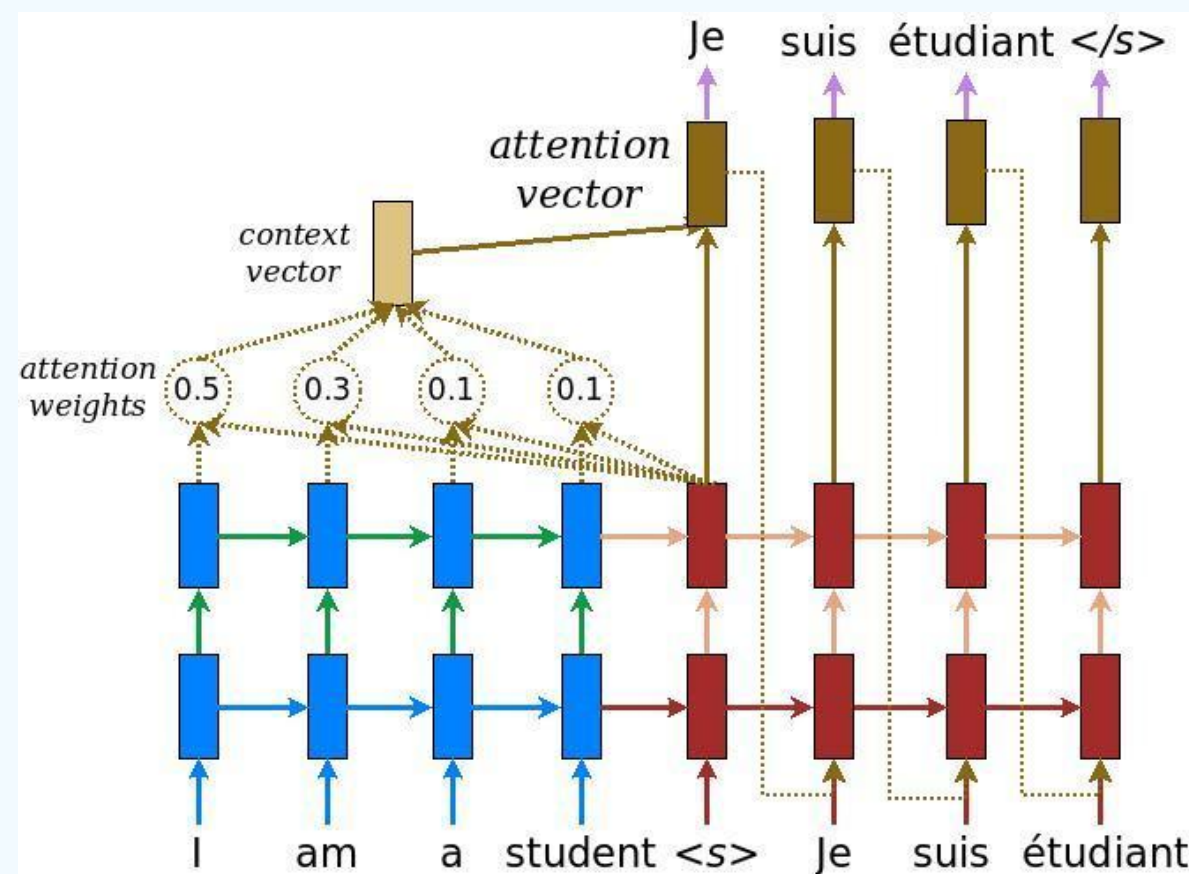 Je suis étudiant </s>
attention
vector
context
vector
attention
weights
0.5 0.3 0.1 0.1
I am a student <s> Je suis étudiant